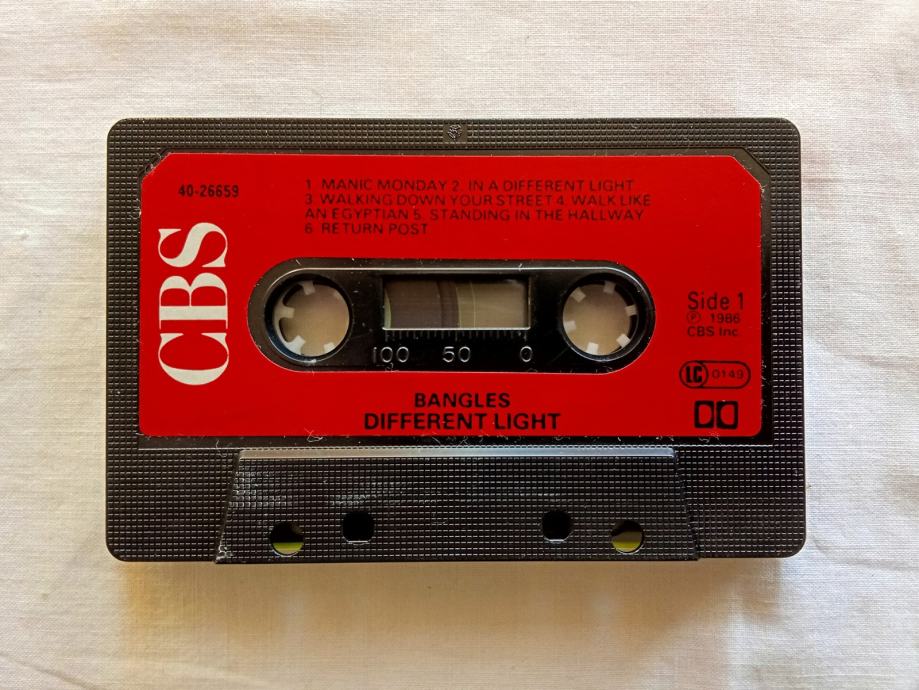 40-26659
1. MANIC MONDAY 2. IN A DIFFERENT LIGHT
3. WALKING DOWN YOUR STREET 4. WALK LIKE
AN EGYPTIAN 5. STANDING IN THE HALLWAY
6. RETURN POST
CBS
Side 1
℗ 1986
CBS Inc.
100 50 0
LC 0149
BANGLES
DIFFERENT LIGHT